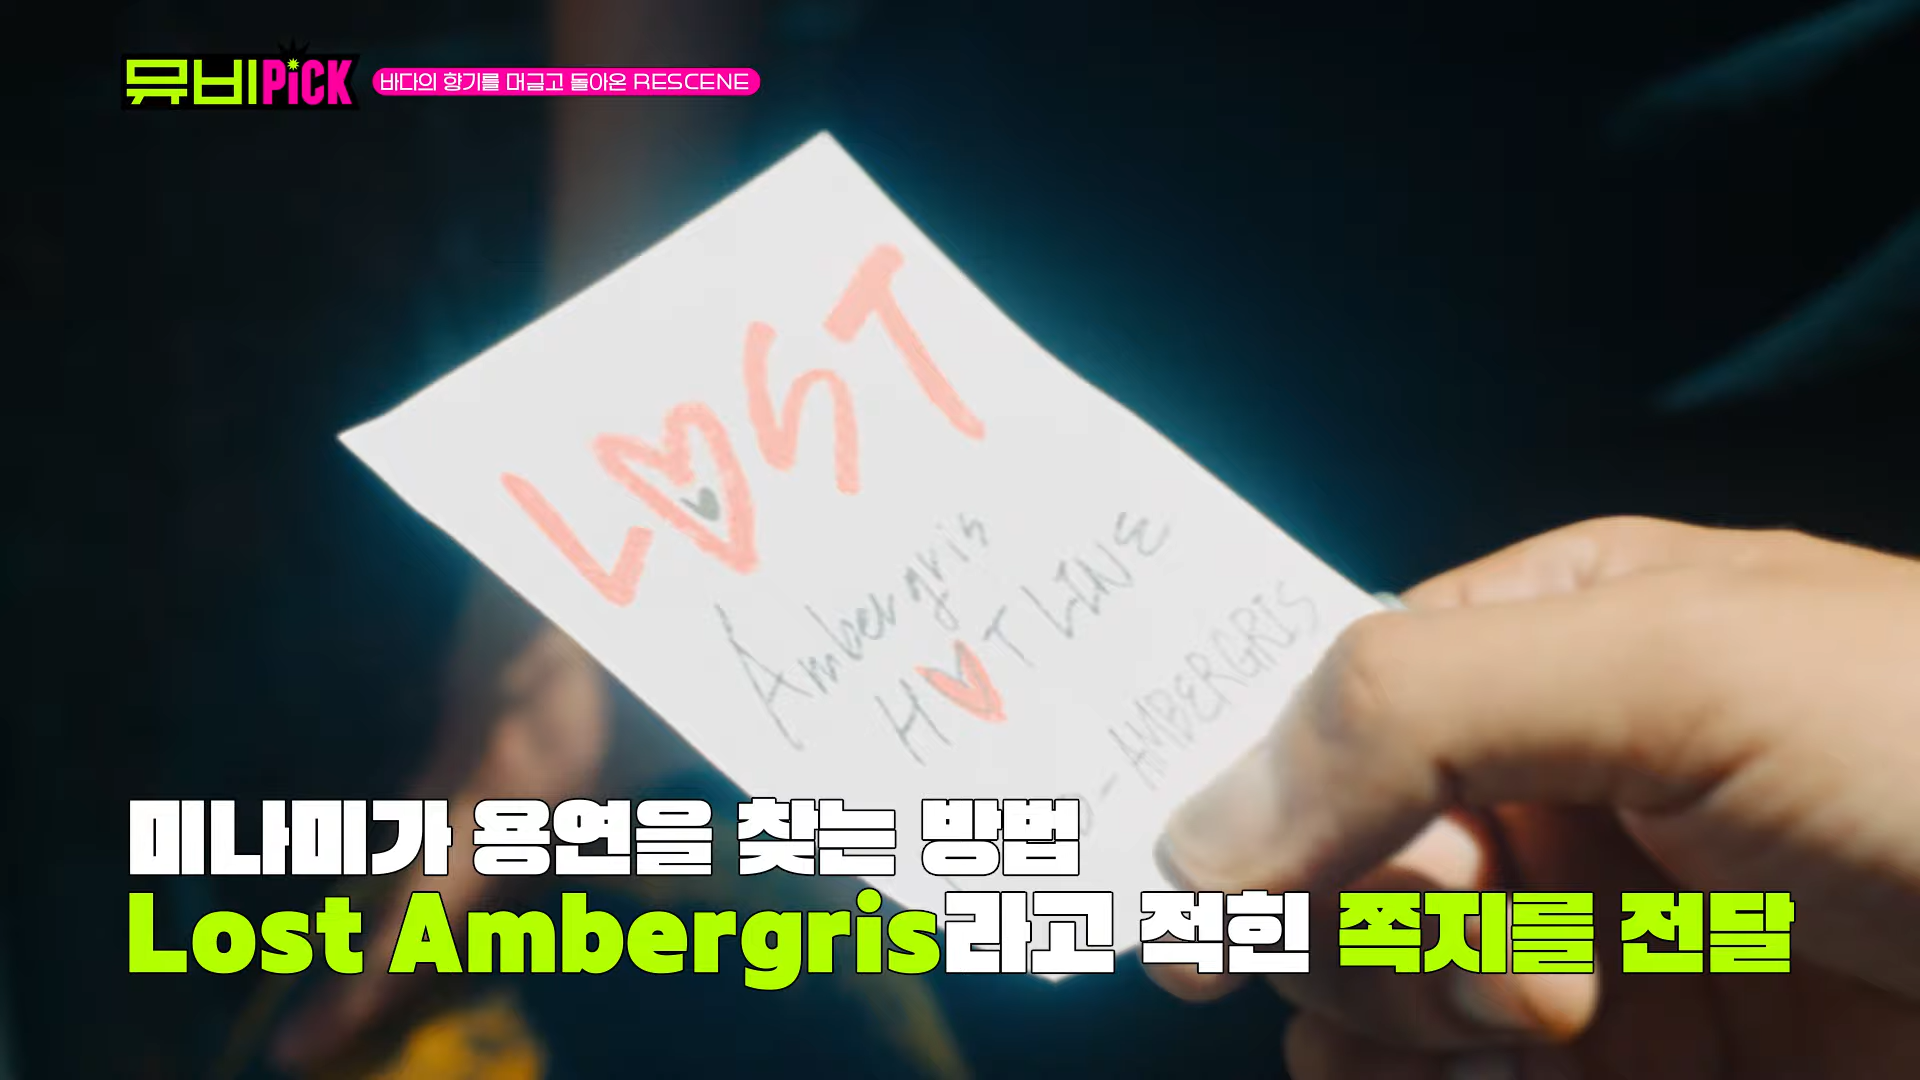 뮤비PiCK
바다의 향기를 머금고 돌아온 RESCENE
LOST
Ambergris
HOT LINE
-AMBERGRIS
미나미가 용연을 찾는 방법
Lost Ambergris라고 적힌 쪽지를 전달